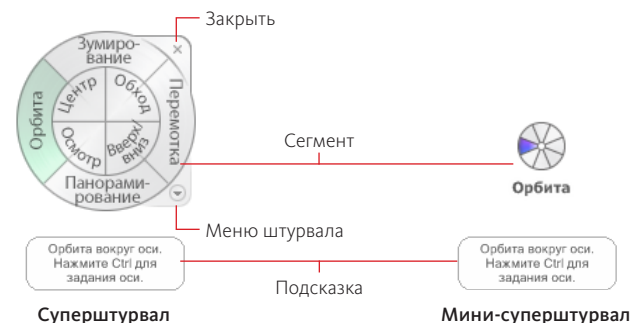 Закрыть
Зумиро-
вание
Орбита
Центр
Обход
Перемотка
Осмотр
Вверх/
вниз
Панорами-
рование
Сегмент
Орбита
Меню штурвала
Орбита вокруг оси.
Нажмите Ctrl для
задания оси.
Подсказка
Орбита вокруг оси.
Нажмите Ctrl для
задания оси.
Суперштурвал
Мини-суперштурвал